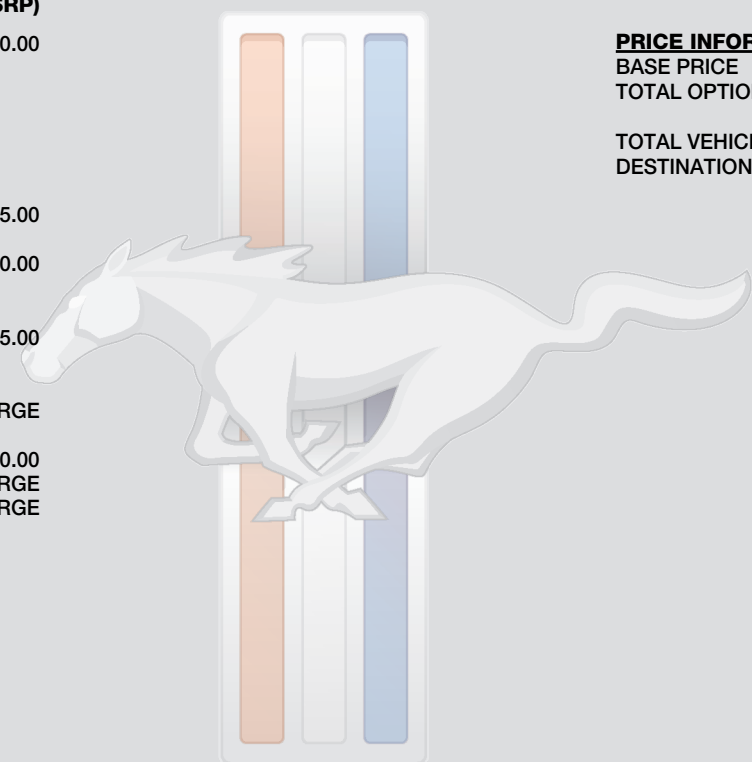 SRP)
0.00
5.00
0.00
5.00
RGE
0.00
RGE
RGE
PRICE INFOR
BASE PRICE
TOTAL OPTIO
TOTAL VEHICL
DESTINATION